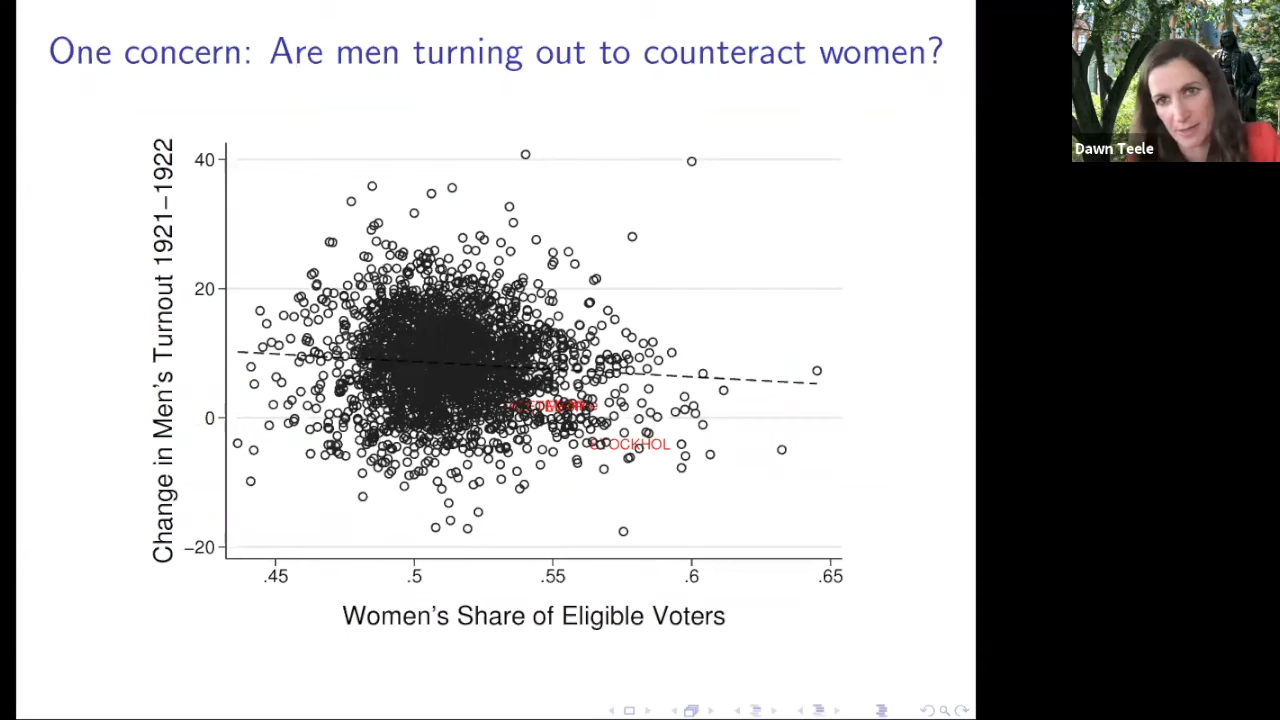 One concern: Are men turning out to counteract women?
Dawn Teele
Change in Men's Turnout 1921−1922
40
20
0
−20
STOCKHOL
.45
.5
.55
.6
.65
Women's Share of Eligible Voters